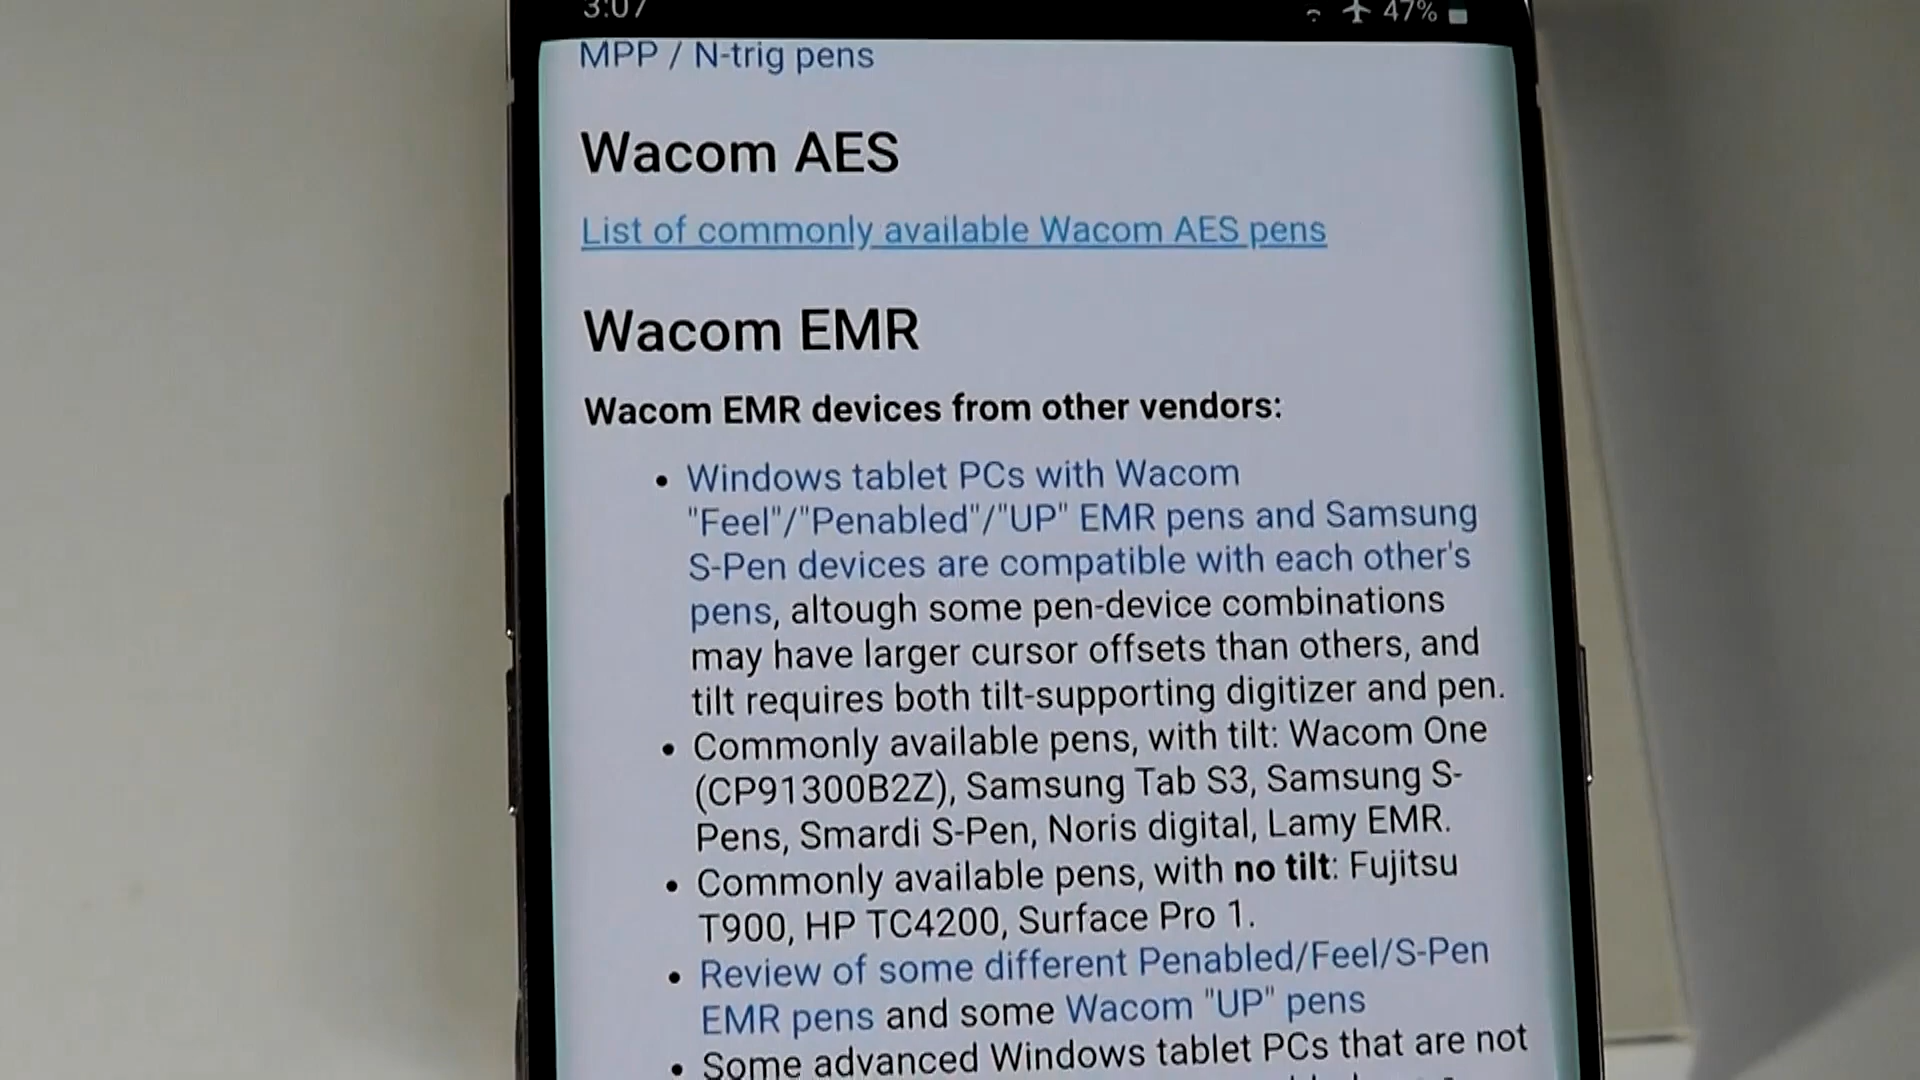 3:07
47%
MPP / N-trig pens
Wacom AES
List of commonly available Wacom AES pens
Wacom EMR
Wacom EMR devices from other vendors:
• Windows tablet PCs with Wacom
"Feel"/"Penabled"/"UP" EMR pens and Samsung
S-Pen devices are compatible with each other's
pens, altough some pen-device combinations
may have larger cursor offsets than others, and
tilt requires both tilt-supporting digitizer and pen.
• Commonly available pens, with tilt: Wacom One
(CP91300B2Z), Samsung Tab S3, Samsung S-
Pens, Smardi S-Pen, Noris digital, Lamy EMR.
• Commonly available pens, with no tilt: Fujitsu
T900, HP TC4200, Surface Pro 1.
• Review of some different Penabled/Feel/S-Pen
EMR pens and some Wacom "UP" pens
• Some advanced Windows tablet PCs that are not